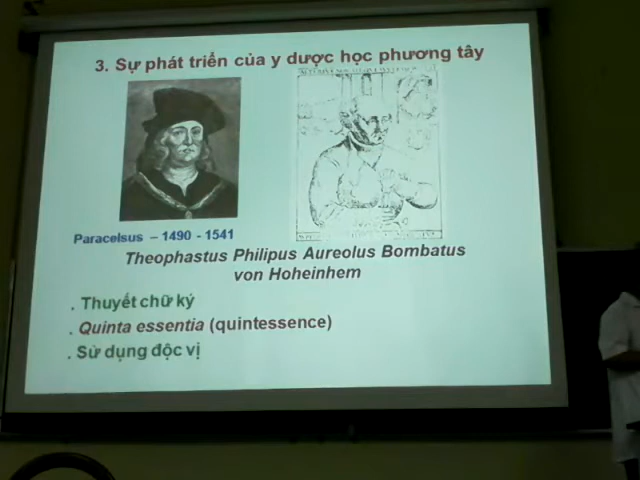 3. Sự phát triển của y dược học phương tây
Paracelsus – 1490 - 1541
Theophastus Philipus Aureolus Bombatus
von Hoheinhem
. Thuyết chữ ký
. Quinta essentia (quintessence)
. Sử dụng độc vị